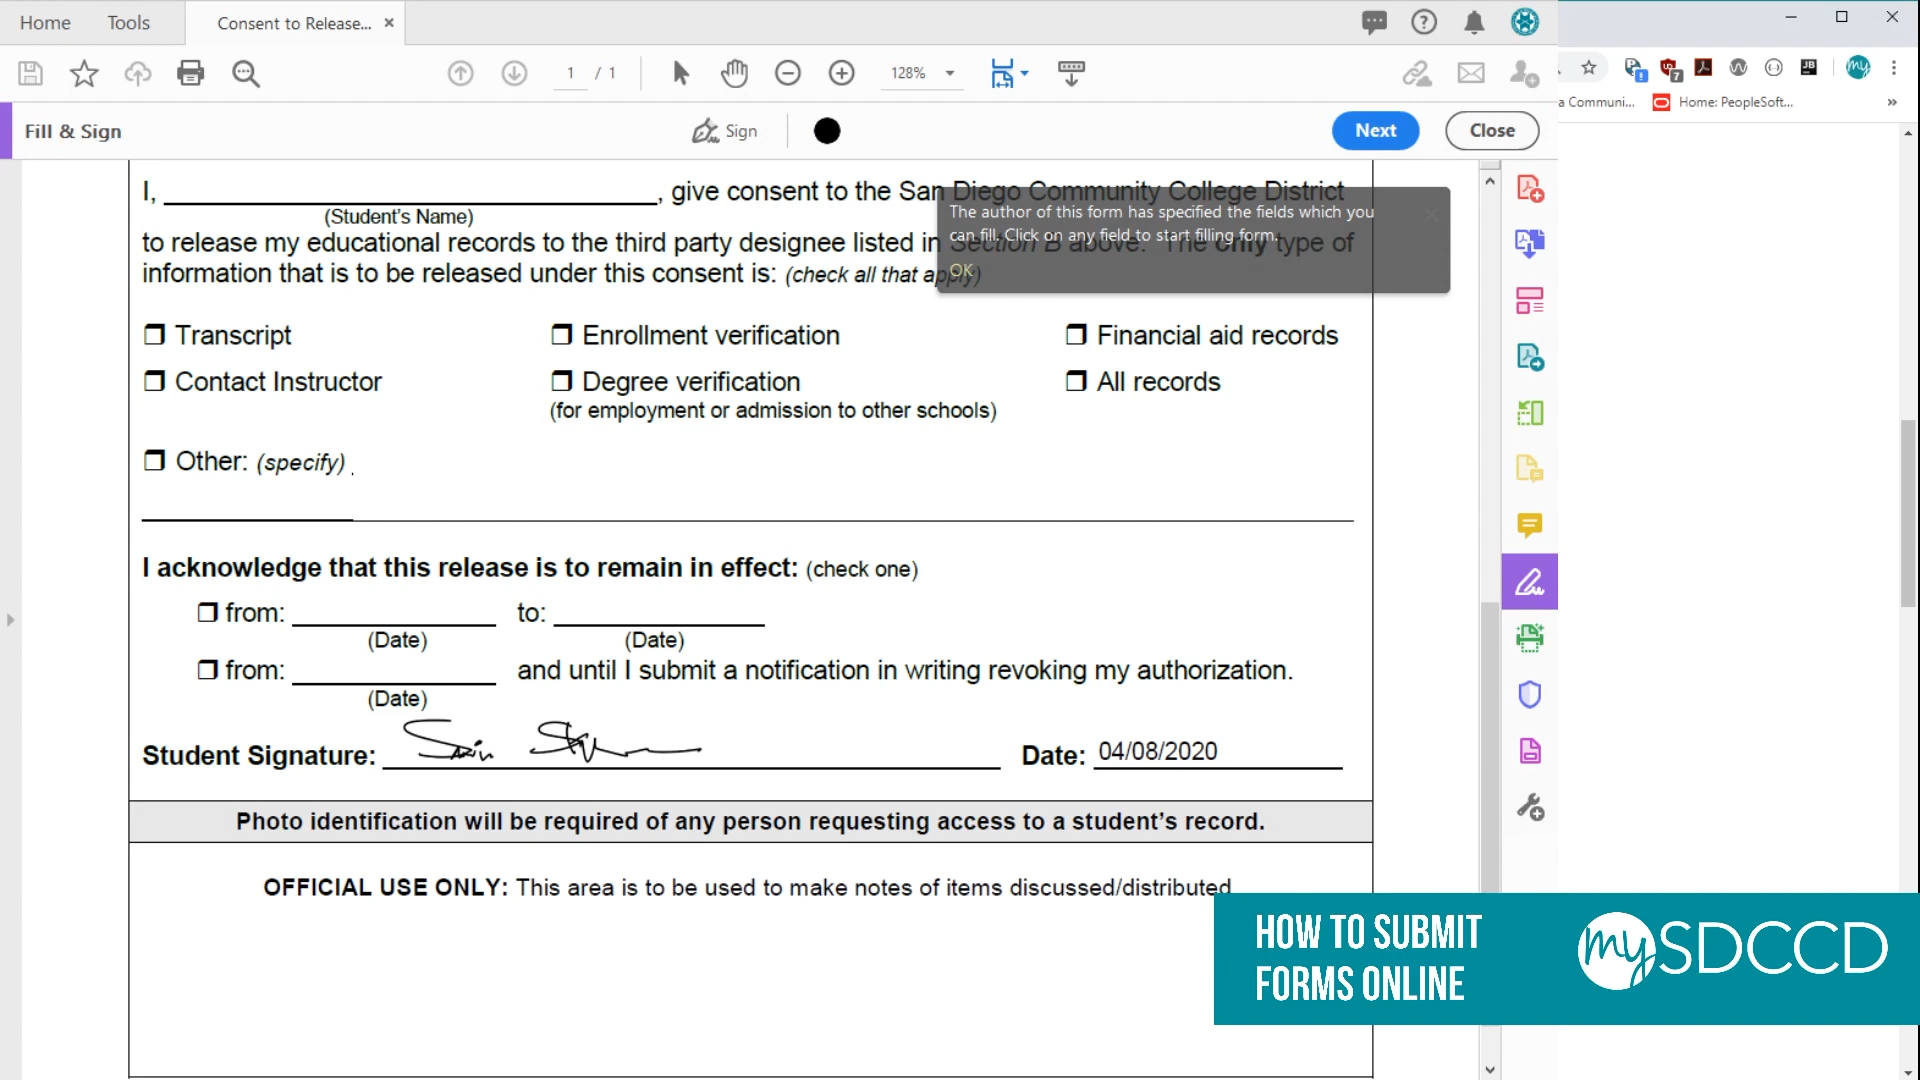 Home Tools Consent to Release... ×
1 / 1 128%
a Communi... Home: PeopleSoft... »
Fill & Sign Sign Next Close
I, , give consent to the San Diego Community College District
(Student's Name)
The author of this form has specified the fields which you
can fill. Click on any field to start filling form.
OK
to release my educational records to the third party designee listed in Section B above. The only type of
information that is to be released under this consent is: (check all that apply)
❒ Transcript ❒ Enrollment verification ❒ Financial aid records
❒ Contact Instructor ❒ Degree verification ❒ All records
(for employment or admission to other schools)
❒ Other: (specify)
I acknowledge that this release is to remain in effect: (check one)
❒ from: to:
(Date) (Date)
❒ from: and until I submit a notification in writing revoking my authorization.
(Date)
Student Signature: Date: 04/08/2020
Photo identification will be required of any person requesting access to a student's record.
OFFICIAL USE ONLY: This area is to be used to make notes of items discussed/distributed
HOW TO SUBMIT
FORMS ONLINE
mySDCCD